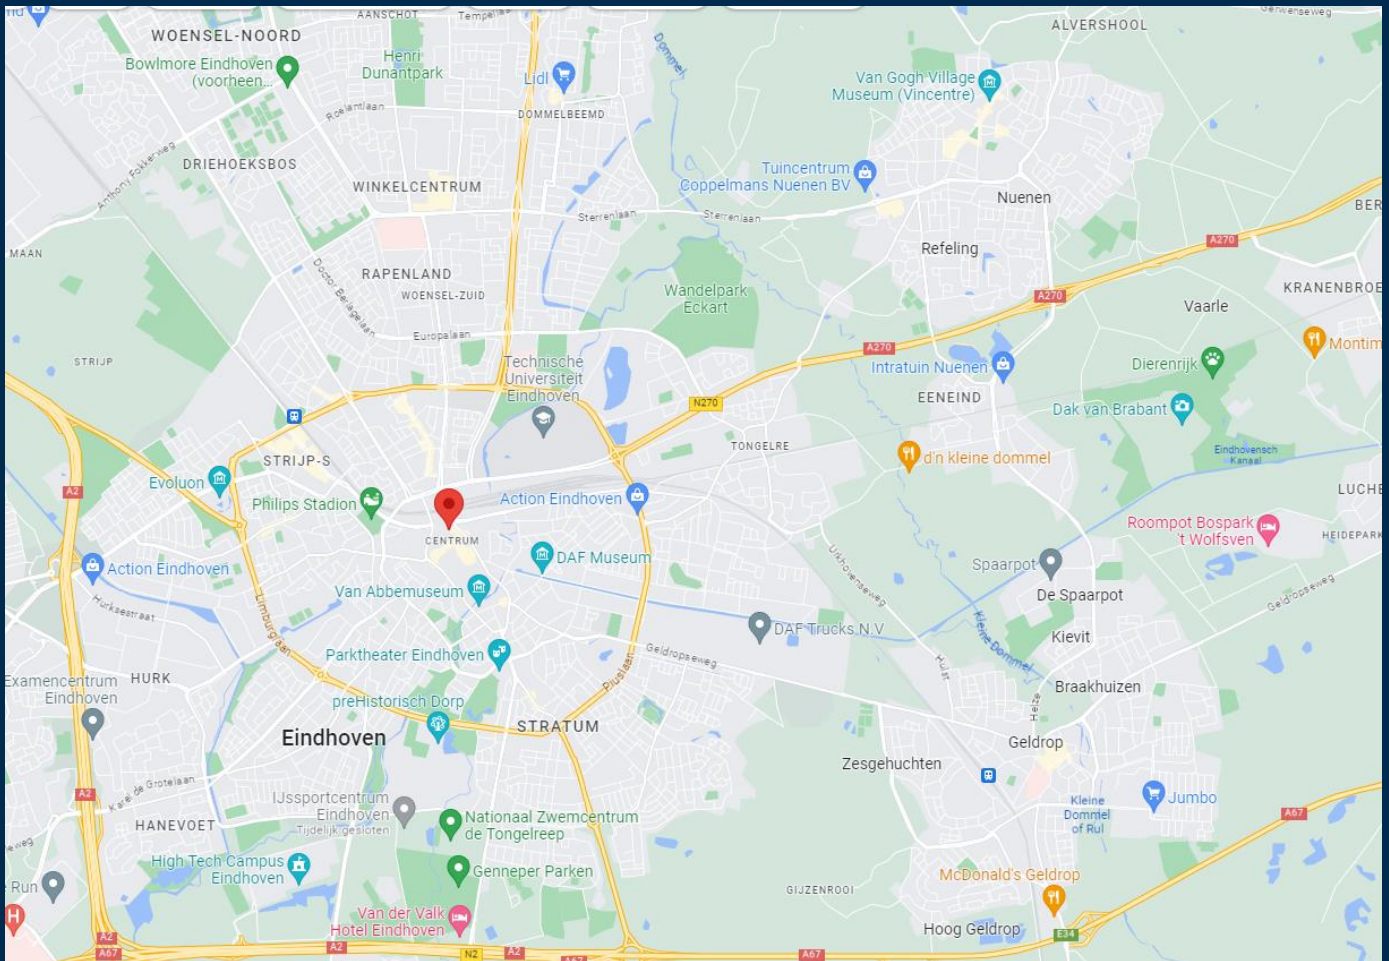 AANSCHOT
Tempellaan
Gerwenseweg
WOENSEL-NOORD
ALVERSHOOL
Bowlmore Eindhoven
(voorheen...
Henri
Dunantpark
Dommel
Lidl
Van Gogh Village
Museum (Vincentre)
Roelantlaan
DOMMELBEEMD
Anthony Fokkerweg
DRIEHOEKSBOS
WINKELCENTRUM
Tuincentrum
Coppelmans Nuenen BV
Nuenen
BER
Sterrenlaan
Sterrenlaan
A270
MAAN
Refeling
RAPENLAND
WOENSEL-ZUID
Doctor Berlagelaan
Wandelpark
Eckart
A270
Vaarle
KRANENBROE
Europalaan
STRIJP
A270
Montim
Technische
Universiteit
Eindhoven
Intratuin Nuenen
Dierenrijk
EENEIND
N270
Dak van Brabant
TONGELRE
d'n kleine dommel
Eindhovensch
Kanaal
STRIJP-S
Evoluon
A2
Philips Stadion
Action Eindhoven
LUCHE
Roompot Bospark
't Wolfsven
HEIDEPARK
CENTRUM
DAF Museum
Action Eindhoven
Urkhovenseweg
Spaarpot
De Spaarpot
Geldropseweg
Van Abbemuseum
Hurksestraat
Limburglaan
Kleine Dommel
DAF Trucks N.V
Kievit
Parktheater Eindhoven
Geldropseweg
Piuslaan
Hulst
Examencentrum
Eindhoven
HURK
Braakhuizen
preHistorisch Dorp
Heize
STRATUM
Eindhoven
Geldrop
Zesgehuchten
Karel de Grotelaan
A2
IJssportcentrum
Eindhoven
Tijdelijk gesloten
Jumbo
Kleine
Dommel
of Rul
A67
HANEVOET
Nationaal Zwemcentrum
de Tongelreep
High Tech Campus
Eindhoven
Genneper Parken
McDonald's Geldrop
Run
GIJZENROOI
H
Van der Valk
Hotel Eindhoven
Hoog Geldrop
E34
A2
A67
A2
N2
A2
A67
A67